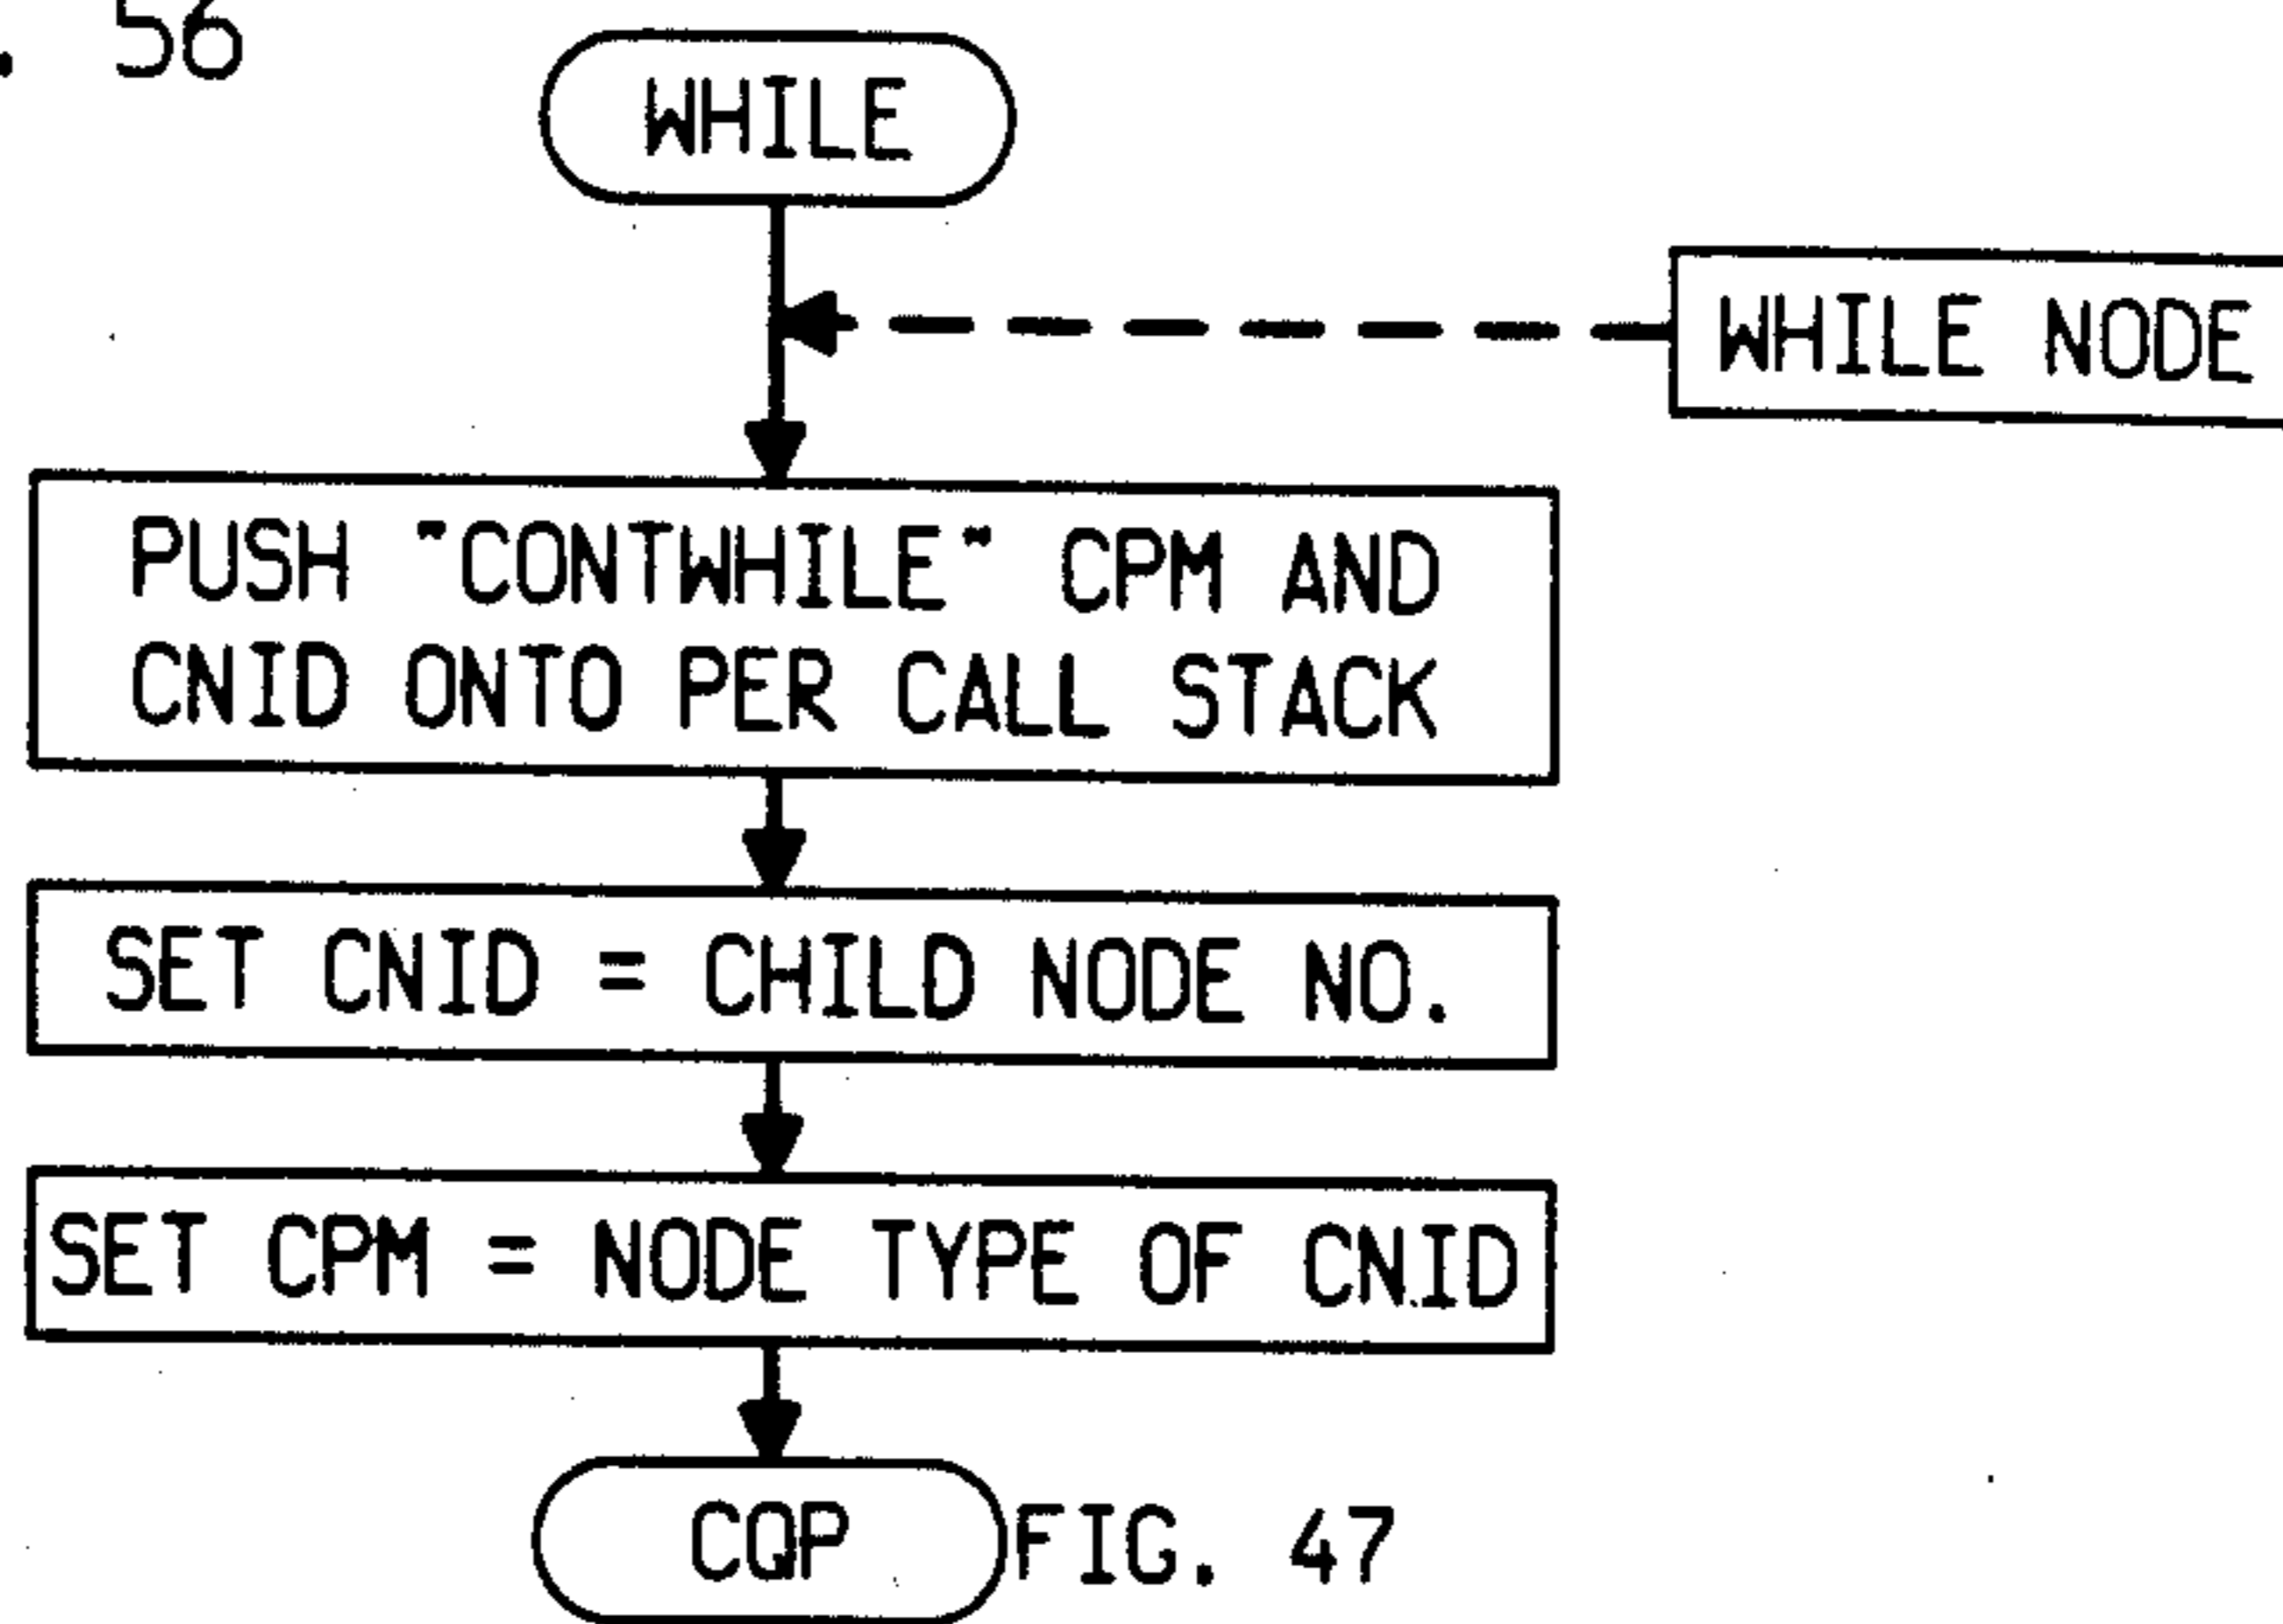 . 56
WHILE
WHILE NODE
PUSH "CONTWHILE" CPM AND
CNID ONTO PER CALL STACK
SET CNID = CHILD NODE NO.
SET CPM = NODE TYPE OF CNID
CQP FIG. 47